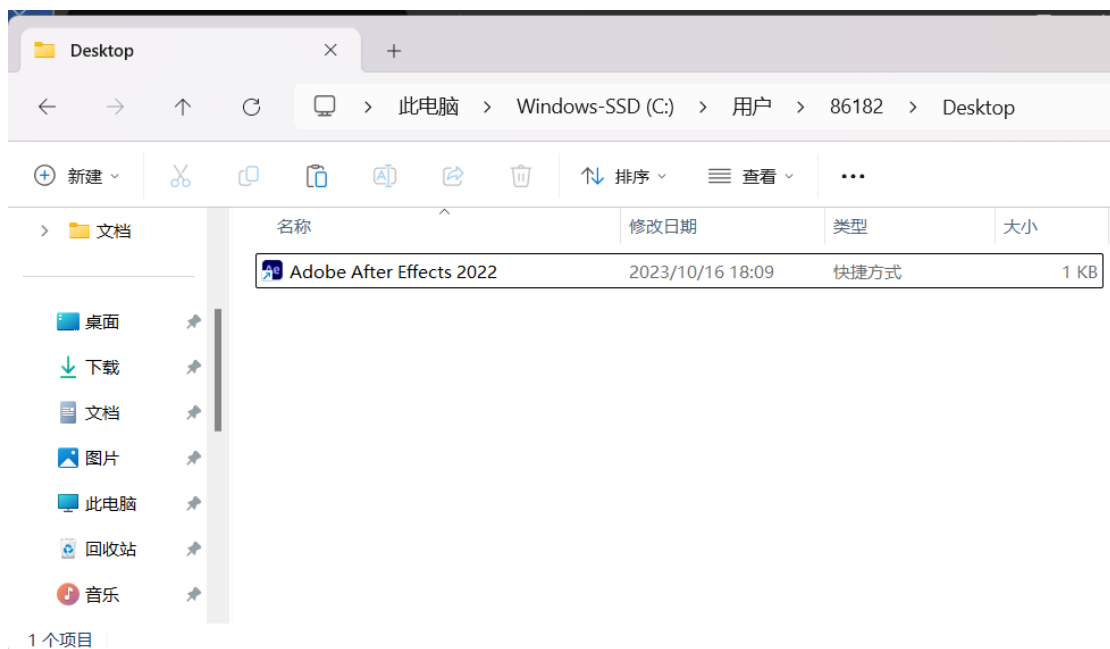 Desktop
此电脑 Windows-SSD (C:) 用户 86182 Desktop
新建 排序 查看
文档
名称 修改日期 类型 大小
Adobe After Effects 2022 2023/10/16 18:09 快捷方式 1 KB
桌面
下载
文档
图片
此电脑
回收站
音乐
1 个项目